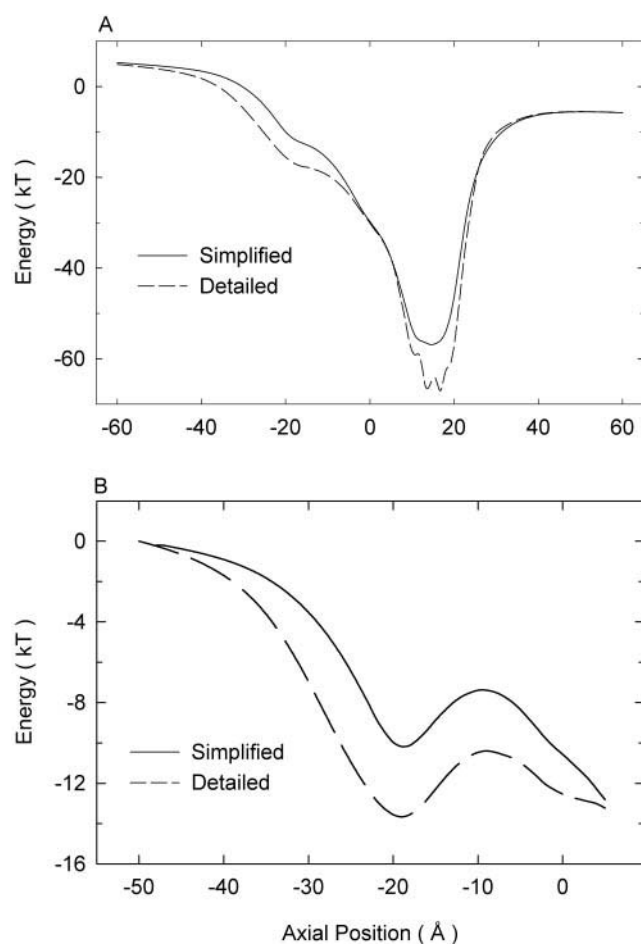 A
0
-20
-40
-60
Energy ( kT )
Simplified
Detailed
-60 -40 -20 0 20 40 60
B
0
-4
-8
-12
-16
Energy ( kT )
Simplified
Detailed
-50 -40 -30 -20 -10 0
Axial Position ( Å )